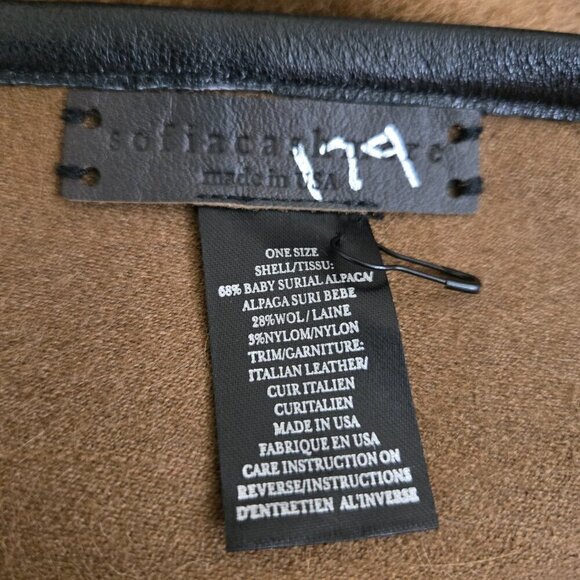 sofiacashmere
179
made in USA
ONE SIZE
SHELL/TISSU:
68% BABY SURIAL ALPACA/
ALPAGA SURI BEBE
28%WOL / LAINE
3%NYLOM/NYLON
TRIM/GARNITURE:
ITALIAN LEATHER/
CUIR ITALIEN
CURITALIEN
MADE IN USA
FABRIQUE EN USA
CARE INSTRUCTION ON
REVERSE/INSTRUCTIONS
D'ENTRETIEN AL'INVERSE